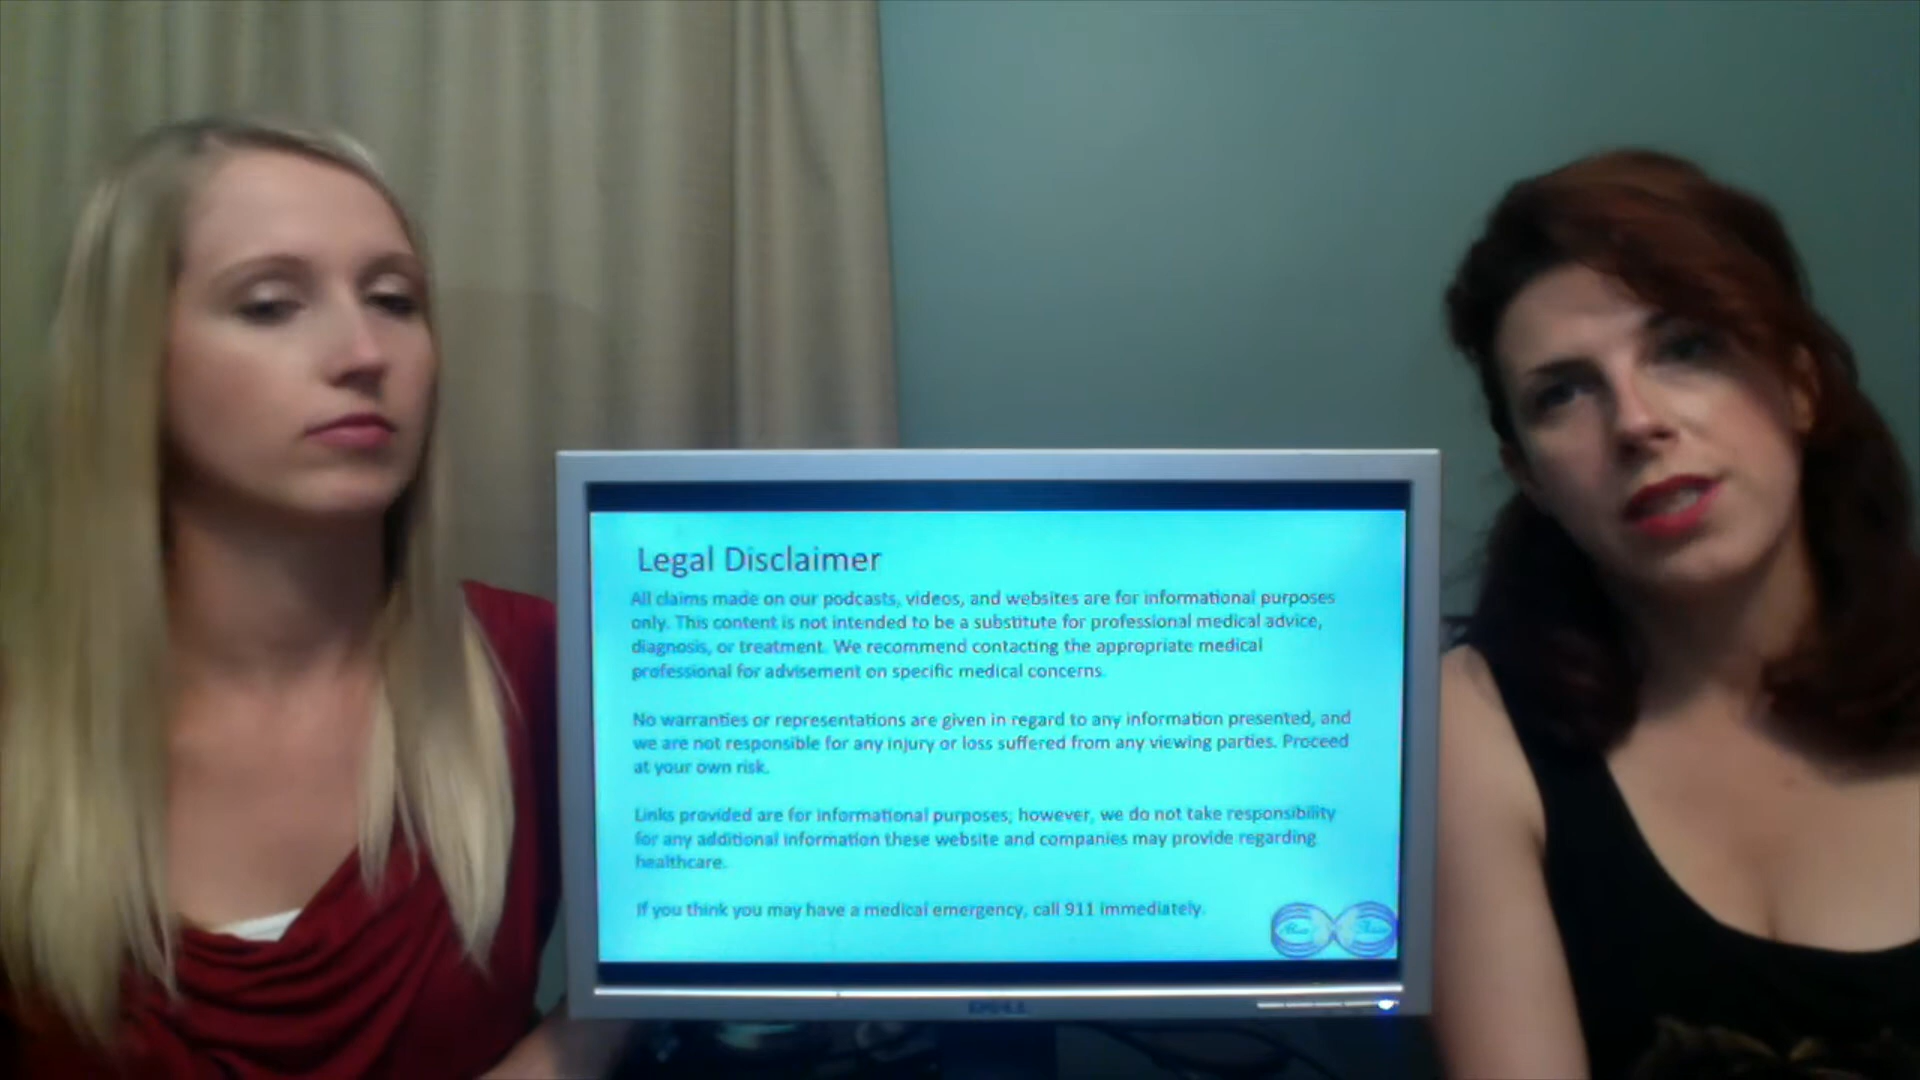 Legal Disclaimer
All claims made on our podcasts, videos, and websites are for informational purposes
only. This content is not intended to be a substitute for professional medical advice,
diagnosis, or treatment. We recommend contacting the appropriate medical
professional for advisement on specific medical concerns.
No warranties or representations are given in regard to any information presented, and
we are not responsible for any injury or loss suffered from any viewing parties. Proceed
at your own risk.
Links provided are for informational purposes; however, we do not take responsibility
for any additional information these website and companies may provide regarding
healthcare.
If you think you may have a medical emergency, call 911 immediately.
DELL